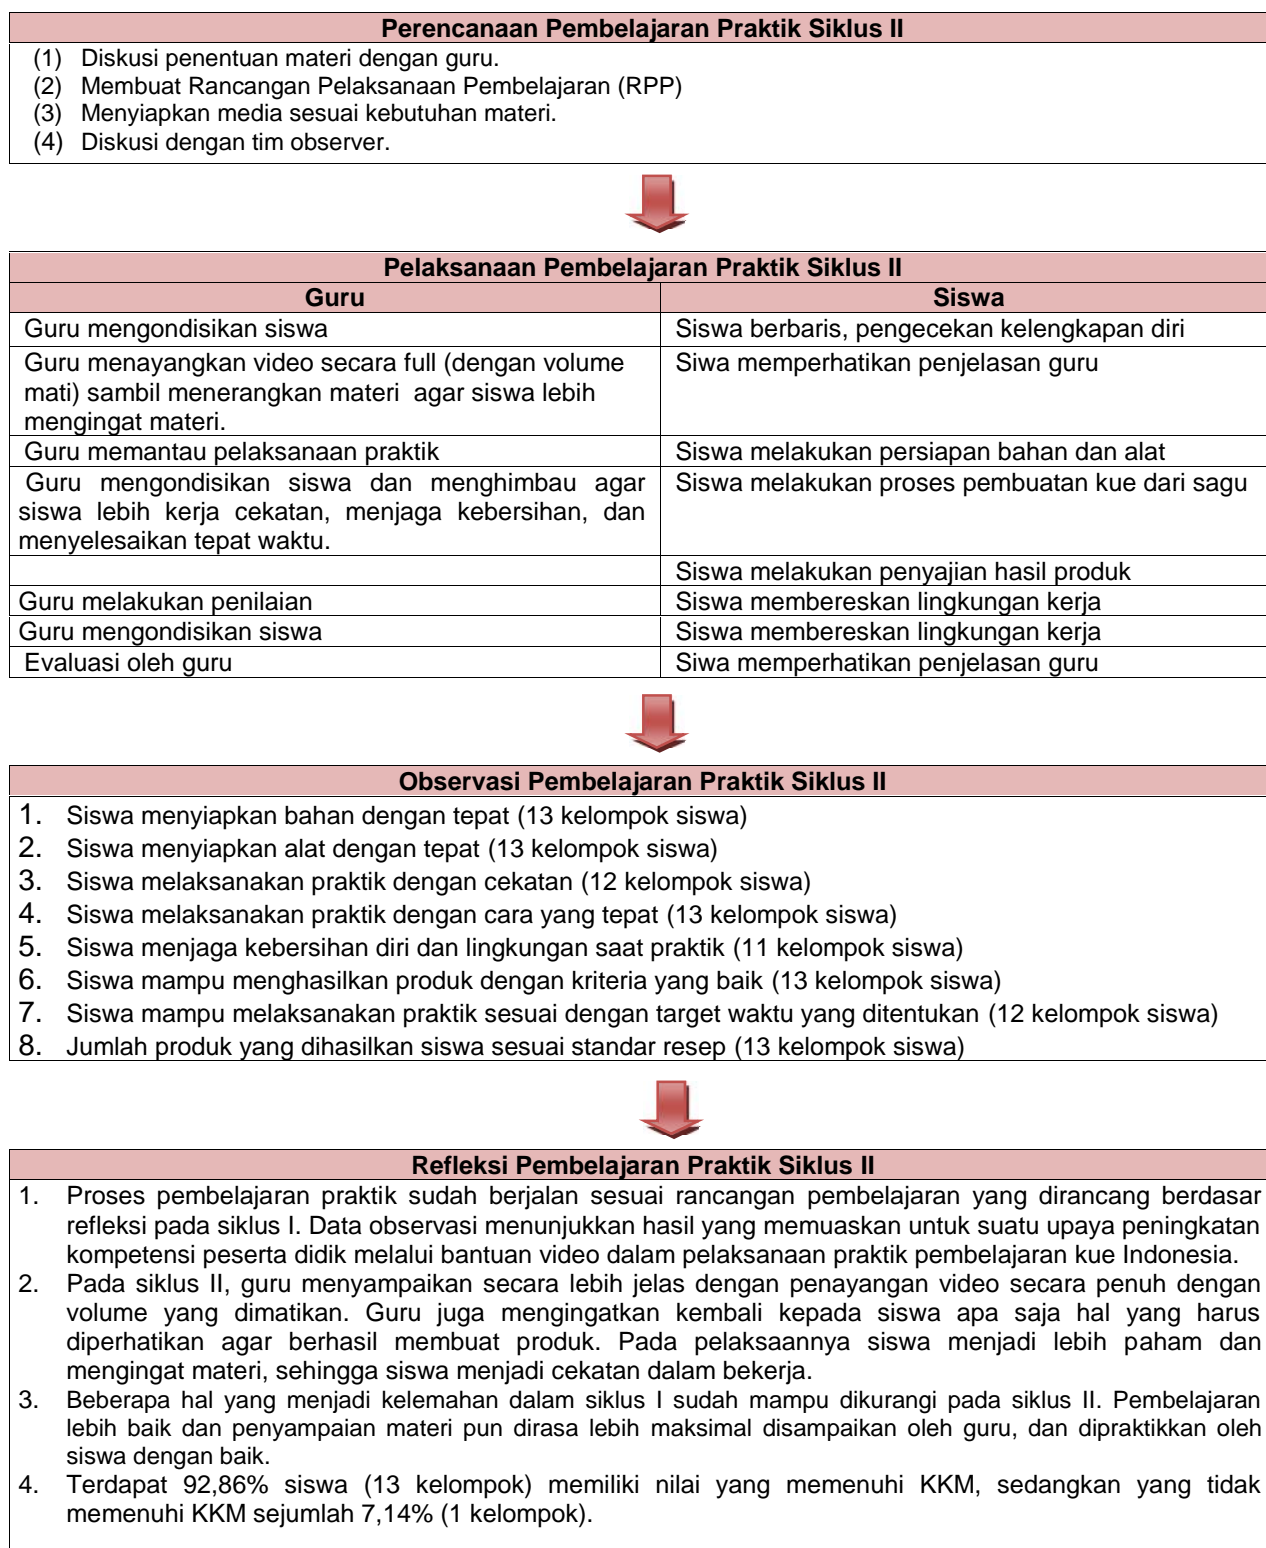 Perencanaan Pembelajaran Praktik Siklus II
(1) Diskusi penentuan materi dengan guru.
(2) Membuat Rancangan Pelaksanaan Pembelajaran (RPP)
(3) Menyiapkan media sesuai kebutuhan materi.
(4) Diskusi dengan tim observer.
Pelaksanaan Pembelajaran Praktik Siklus II
Guru Siswa
Guru mengondisikan siswa Siswa berbaris, pengecekan kelengkapan diri
Guru menayangkan video secara full (dengan volume Siwa memperhatikan penjelasan guru
mati) sambil menerangkan materi agar siswa lebih
mengingat materi.
Guru memantau pelaksanaan praktik Siswa melakukan persiapan bahan dan alat
Guru mengondisikan siswa dan menghimbau agar Siswa melakukan proses pembuatan kue dari sagu
siswa lebih kerja cekatan, menjaga kebersihan, dan
menyelesaikan tepat waktu.
Siswa melakukan penyajian hasil produk
Guru melakukan penilaian Siswa membereskan lingkungan kerja
Guru mengondisikan siswa Siswa membereskan lingkungan kerja
Evaluasi oleh guru Siwa memperhatikan penjelasan guru
Observasi Pembelajaran Praktik Siklus II
1. Siswa menyiapkan bahan dengan tepat (13 kelompok siswa)
2. Siswa menyiapkan alat dengan tepat (13 kelompok siswa)
3. Siswa melaksanakan praktik dengan cekatan (12 kelompok siswa)
4. Siswa melaksanakan praktik dengan cara yang tepat (13 kelompok siswa)
5. Siswa menjaga kebersihan diri dan lingkungan saat praktik (11 kelompok siswa)
6. Siswa mampu menghasilkan produk dengan kriteria yang baik (13 kelompok siswa)
7. Siswa mampu melaksanakan praktik sesuai dengan target waktu yang ditentukan (12 kelompok siswa)
8. Jumlah produk yang dihasilkan siswa sesuai standar resep (13 kelompok siswa)
Refleksi Pembelajaran Praktik Siklus II
1. Proses pembelajaran praktik sudah berjalan sesuai rancangan pembelajaran yang dirancang berdasar
refleksi pada siklus I. Data observasi menunjukkan hasil yang memuaskan untuk suatu upaya peningkatan
kompetensi peserta didik melalui bantuan video dalam pelaksanaan praktik pembelajaran kue Indonesia.
2. Pada siklus II, guru menyampaikan secara lebih jelas dengan penayangan video secara penuh dengan
volume yang dimatikan. Guru juga mengingatkan kembali kepada siswa apa saja hal yang harus
diperhatikan agar berhasil membuat produk. Pada pelaksaannya siswa menjadi lebih paham dan
mengingat materi, sehingga siswa menjadi cekatan dalam bekerja.
3. Beberapa hal yang menjadi kelemahan dalam siklus I sudah mampu dikurangi pada siklus II. Pembelajaran
lebih baik dan penyampaian materi pun dirasa lebih maksimal disampaikan oleh guru, dan dipraktikkan oleh
siswa dengan baik.
4. Terdapat 92,86% siswa (13 kelompok) memiliki nilai yang memenuhi KKM, sedangkan yang tidak
memenuhi KKM sejumlah 7,14% (1 kelompok).